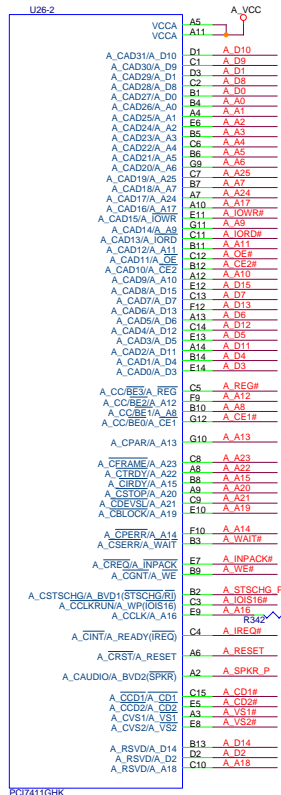 U26-2
A_VCC
VCCA A5
VCCA A11
A_CAD31/A_D10 D1 A_D10
A_CAD30/A_D9 C1 A_D9
A_CAD29/A_D1 D3 A_D1
A_CAD28/A_D8 C2 A_D8
A_CAD27/A_D0 B1 A_D0
A_CAD26/A_A0 B4 A_A0
A_CAD25/A_A1 A4 A_A1
A_CAD24/A_A2 E6 A_A2
A_CAD23/A_A3 B5 A_A3
A_CAD22/A_A4 C6 A_A4
A_CAD21/A_A5 B6 A_A5
A_CAD20/A_A6 G9 A_A6
A_CAD19/A_A25 C7 A_A25
A_CAD18/A_A7 B7 A_A7
A_CAD17/A_A24 A7 A_A24
A_CAD16/A_A17 A10 A_A17
A_CAD15/A_IOWR E11 A_IOWR#
A_CAD14/A_A9 G11 A_A9
A_CAD13/A_IORD C11 A_IORD#
A_CAD12/A_A11 B11 A_A11
A_CAD11/A_OE C12 A_OE#
A_CAD10/A_CE2 B12 A_CE2#
A_CAD9/A_A10 A12 A_A10
A_CAD8/A_D15 E12 A_D15
A_CAD7/A_D7 C13 A_D7
A_CAD6/A_D13 F12 A_D13
A_CAD5/A_D6 A13 A_D6
A_CAD4/A_D12 C14 A_D12
A_CAD3/A_D5 E13 A_D5
A_CAD2/A_D11 A14 A_D11
A_CAD1/A_D4 B14 A_D4
A_CAD0/A_D3 E14 A_D3
A_CC/BE3/A_REG C5 A_REG#
A_CC/BE2/A_A12 F9 A_A12
A_CC/BE1/A_A8 B10 A_A8
A_CC/BE0/A_CE1 G12 A_CE1#
A_CPAR/A_A13 G10 A_A13
A_CFRAME/A_A23 C8 A_A23
A_CTRDY/A_A22 A8 A_A22
A_CIRDY/A_A15 B8 A_A15
A_CSTOP/A_A20 A9 A_A20
A_CDEVSL/A_A21 C9 A_A21
A_CBLOCK/A_A19 E10 A_A19
A_CPERR/A_A14 F10 A_A14
A_CSERR/A_WAIT B3 A_WAIT#
A_CREQ/A_INPACK E7 A_INPACK#
A_CGNT/A_WE B9 A_WE#
A_CSTSCHG/A_BVD1(STSCHG/RI) B2 A_STSCHG_R
A_CCLKRUN/A_WP(IOIS16) C3 A_IOIS16#
A_CCLK/A_A16 E9 A_A16
R342
A_CINT/A_READY(IREQ) C4 A_IREQ#
A_CRST/A_RESET A6 A_RESET
A_CAUDIO/A_BVD2(SPKR) A2 A_SPKR_P
A_CCD1/A_CD1 C15 A_CD1#
A_CCD2/A_CD2 E5 A_CD2#
A_CVS1/A_VS1 A3 A_VS1#
A_CVS2/A_VS2 E8 A_VS2#
A_RSVD/A_D14 B13 A_D14
A_RSVD/A_D2 D2 A_D2
A_RSVD/A_A18 C10 A_A18
PCI7411GHK